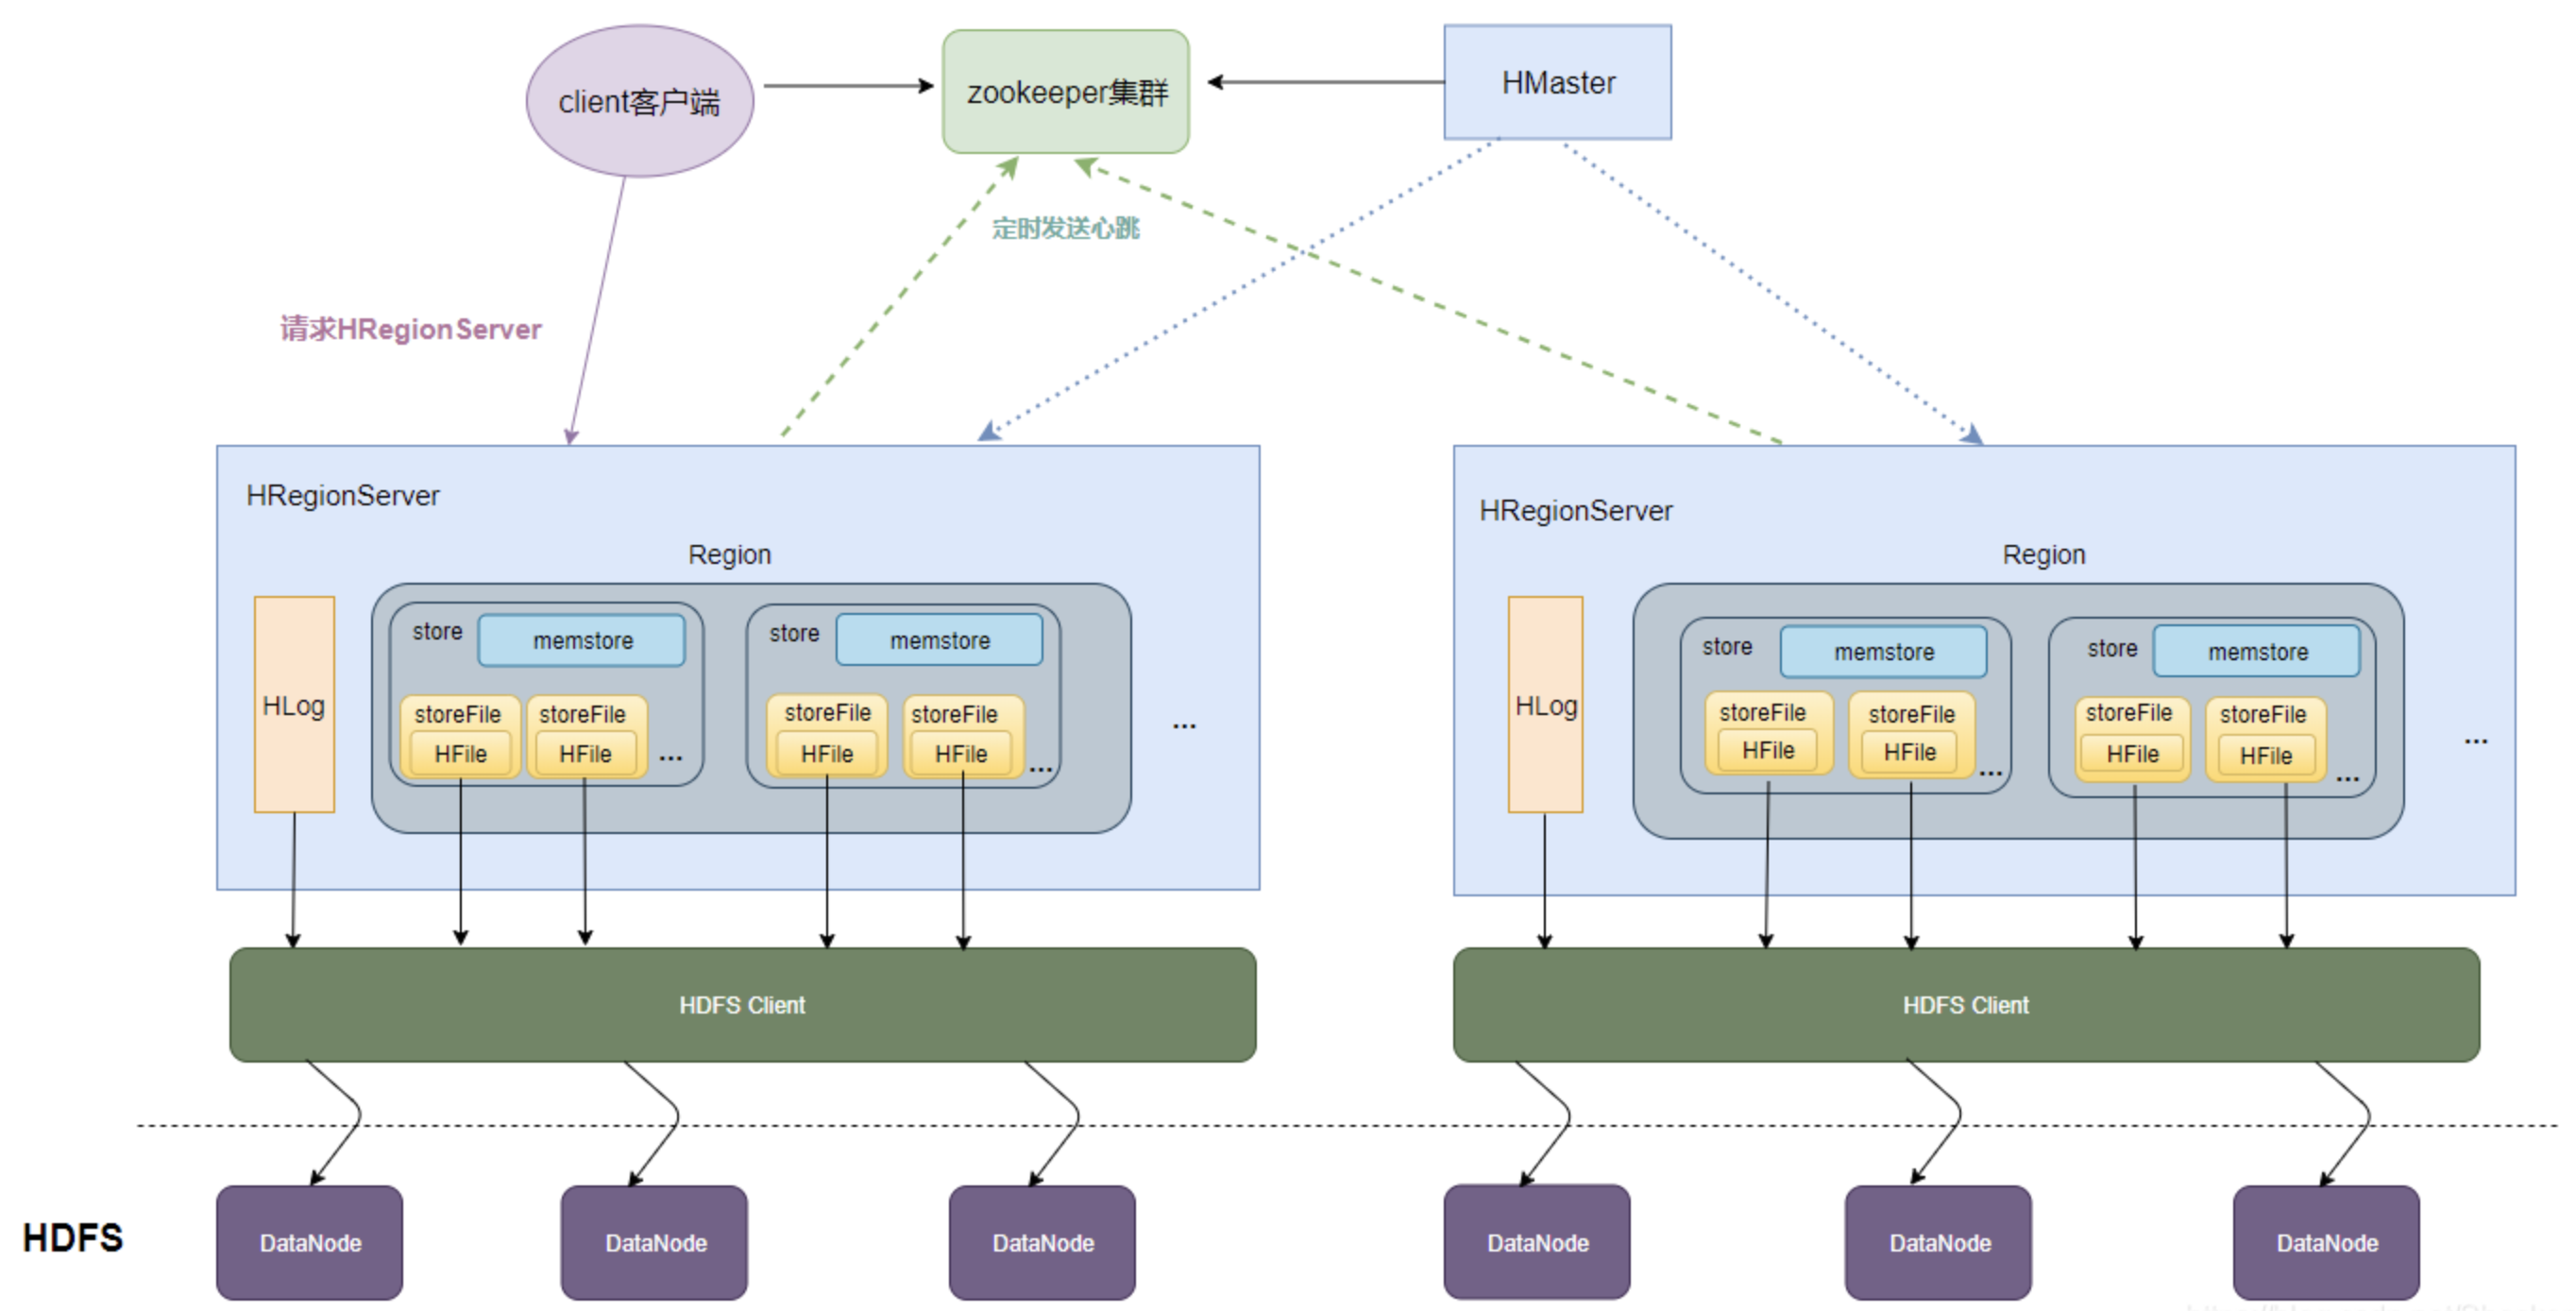 client客户端
zookeeper集群
HMaster
定时发送心跳
请求HRegionServer
HRegionServer
Region
HLog
store
memstore
store
memstore
storeFile
storeFile
storeFile
storeFile
HFile
HFile
...
HFile
HFile
...
...
HRegionServer
Region
HLog
store
memstore
store
memstore
storeFile
storeFile
storeFile
storeFile
HFile
HFile
...
HFile
HFile
...
...
HDFS Client
HDFS Client
HDFS
DataNode
DataNode
DataNode
DataNode
DataNode
DataNode